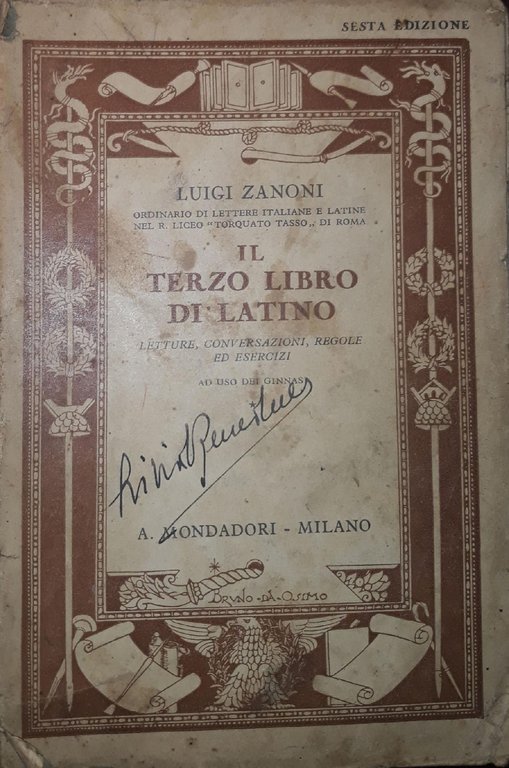 SESTA EDIZIONE
LUIGI ZANONI
ORDINARIO DI LETTERE ITALIANE E LATINE
NEL R. LICEO "TORQUATO TASSO„ DI ROMA
IL
TERZO LIBRO
DI LATINO
LETTURE, CONVERSAZIONI, REGOLE
ED ESERCIZI
AD USO DEI GINNASI
A. MONDADORI - MILANO
BRUNO·DA·OSIMO